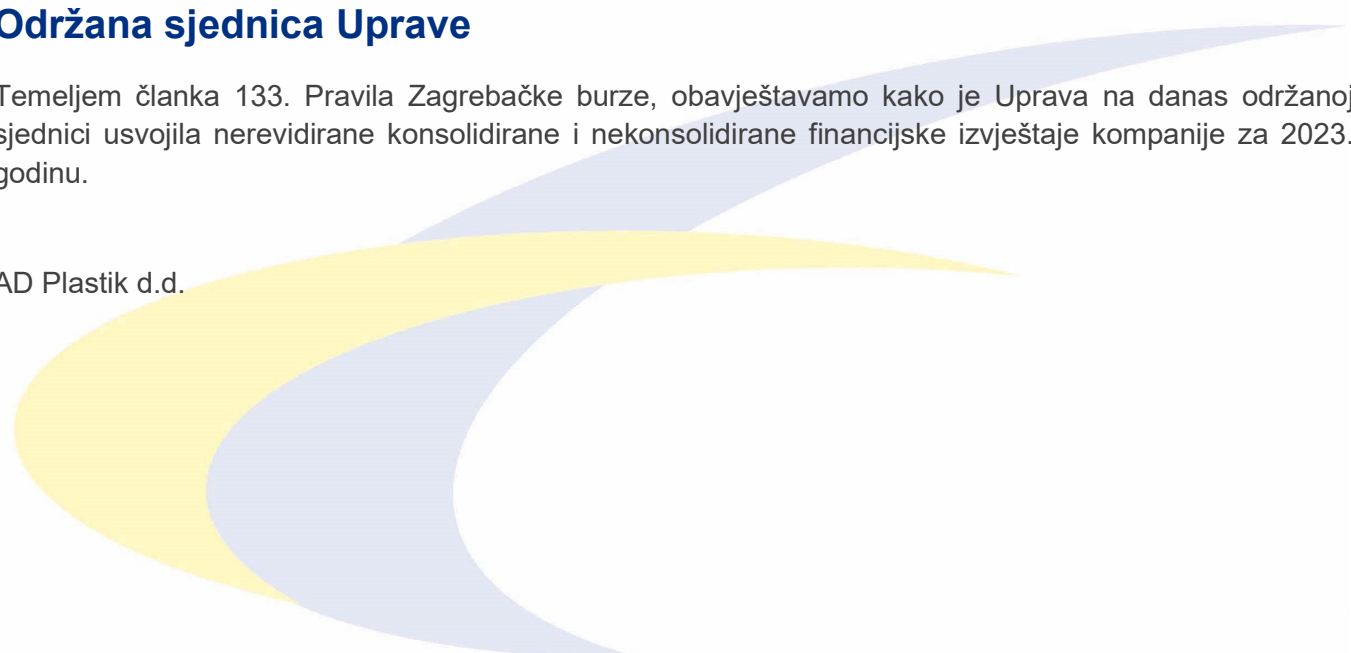 Održana sjednica Uprave
Temeljem članka 133. Pravila Zagrebačke burze, obavještavamo kako je Uprava na danas održanoj
sjednici usvojila nerevidirane konsolidirane i nekonsolidirane financijske izvještaje kompanije za 2023.
godinu.
AD Plastik d.d.